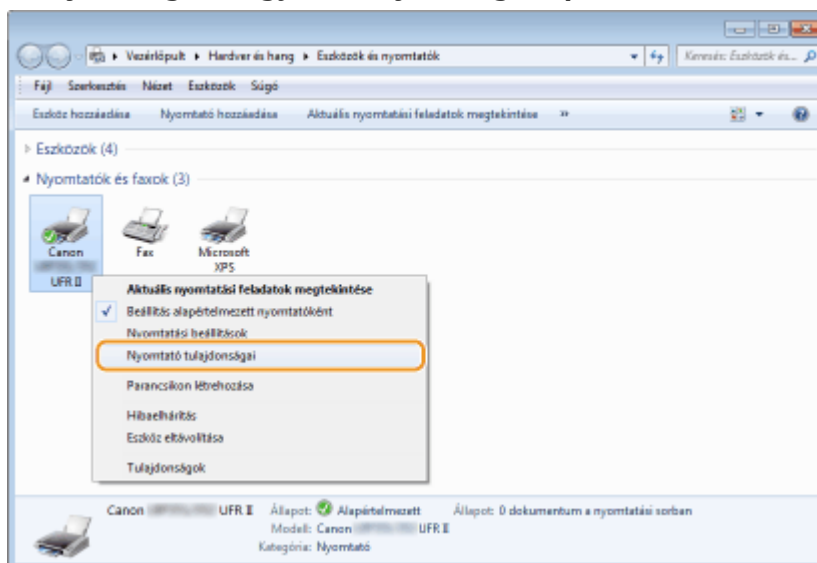 Vezérlőpult ▸ Hardver és hang ▸ Eszközök és nyomtatók
Keresés: Eszközök és...
Fájl Szerkesztés Nézet Eszközök Súgó
Eszköz hozzáadása Nyomtató hozzáadása Aktuális nyomtatási feladatok megtekintése »
Eszközök (4)
Nyomtatók és faxok (3)
Canon
UFR II
Fax
Microsoft
XPS
Aktuális nyomtatási feladatok megtekintése
Beállítás alapértelmezett nyomtatóként
Nyomtatási beállítások
Nyomtató tulajdonságai
Parancsikon létrehozása
Hibaelhárítás
Eszköz eltávolítása
Tulajdonságok
Canon UFR II Állapot: Alapértelmezett Állapot: 0 dokumentum a nyomtatási sorban
Modell: Canon UFR II
Kategória: Nyomtató